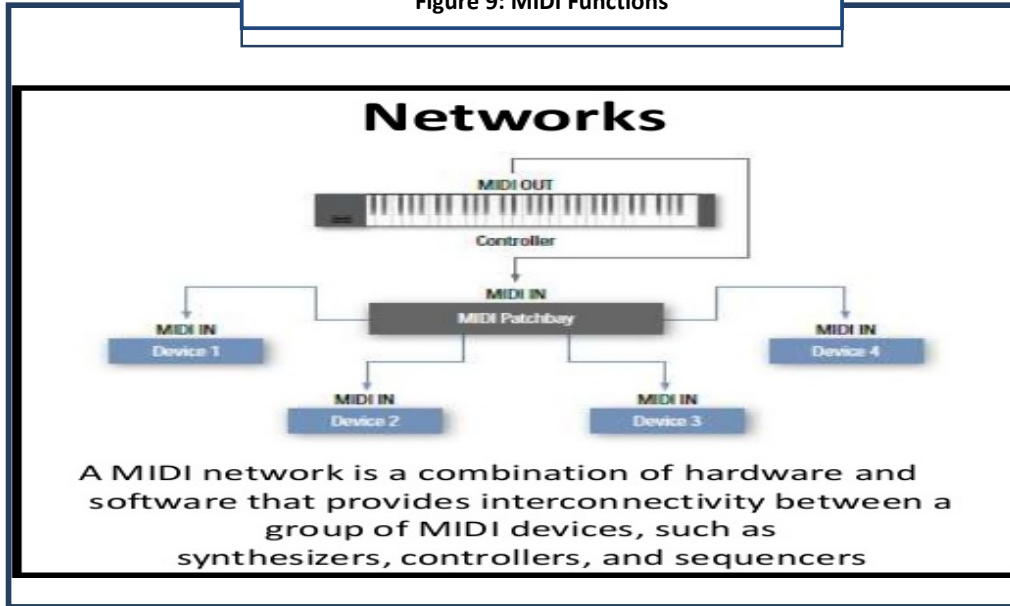 Figure 9: MIDI Functions
Networks
MIDI OUT
Controller
MIDI IN
MIDI Patchbay
MIDI IN
Device 1
MIDI IN
Device 4
MIDI IN
Device 2
MIDI IN
Device 3
A MIDI network is a combination of hardware and
software that provides interconnectivity between a
group of MIDI devices, such as
synthesizers, controllers, and sequencers